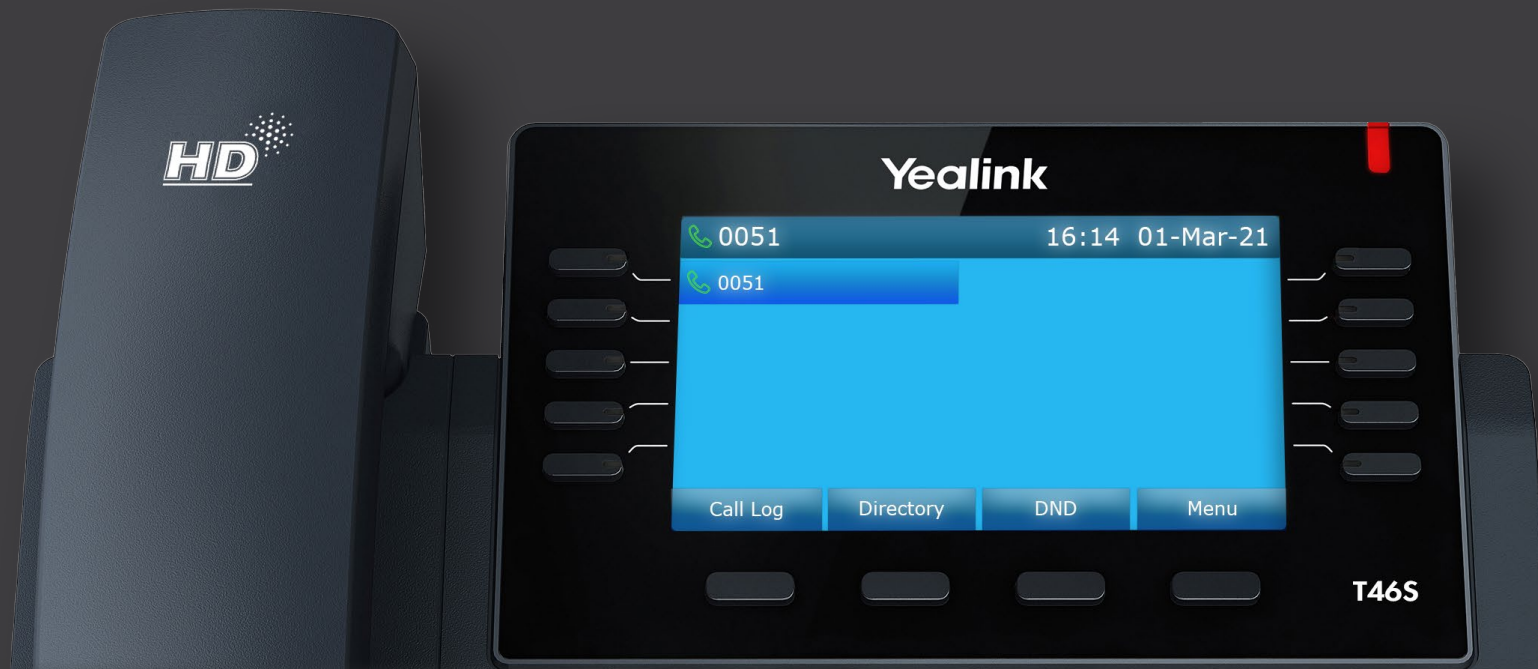 HD
Yealink
0051 16:14 01-Mar-21
0051
Call Log Directory DND Menu
T46S